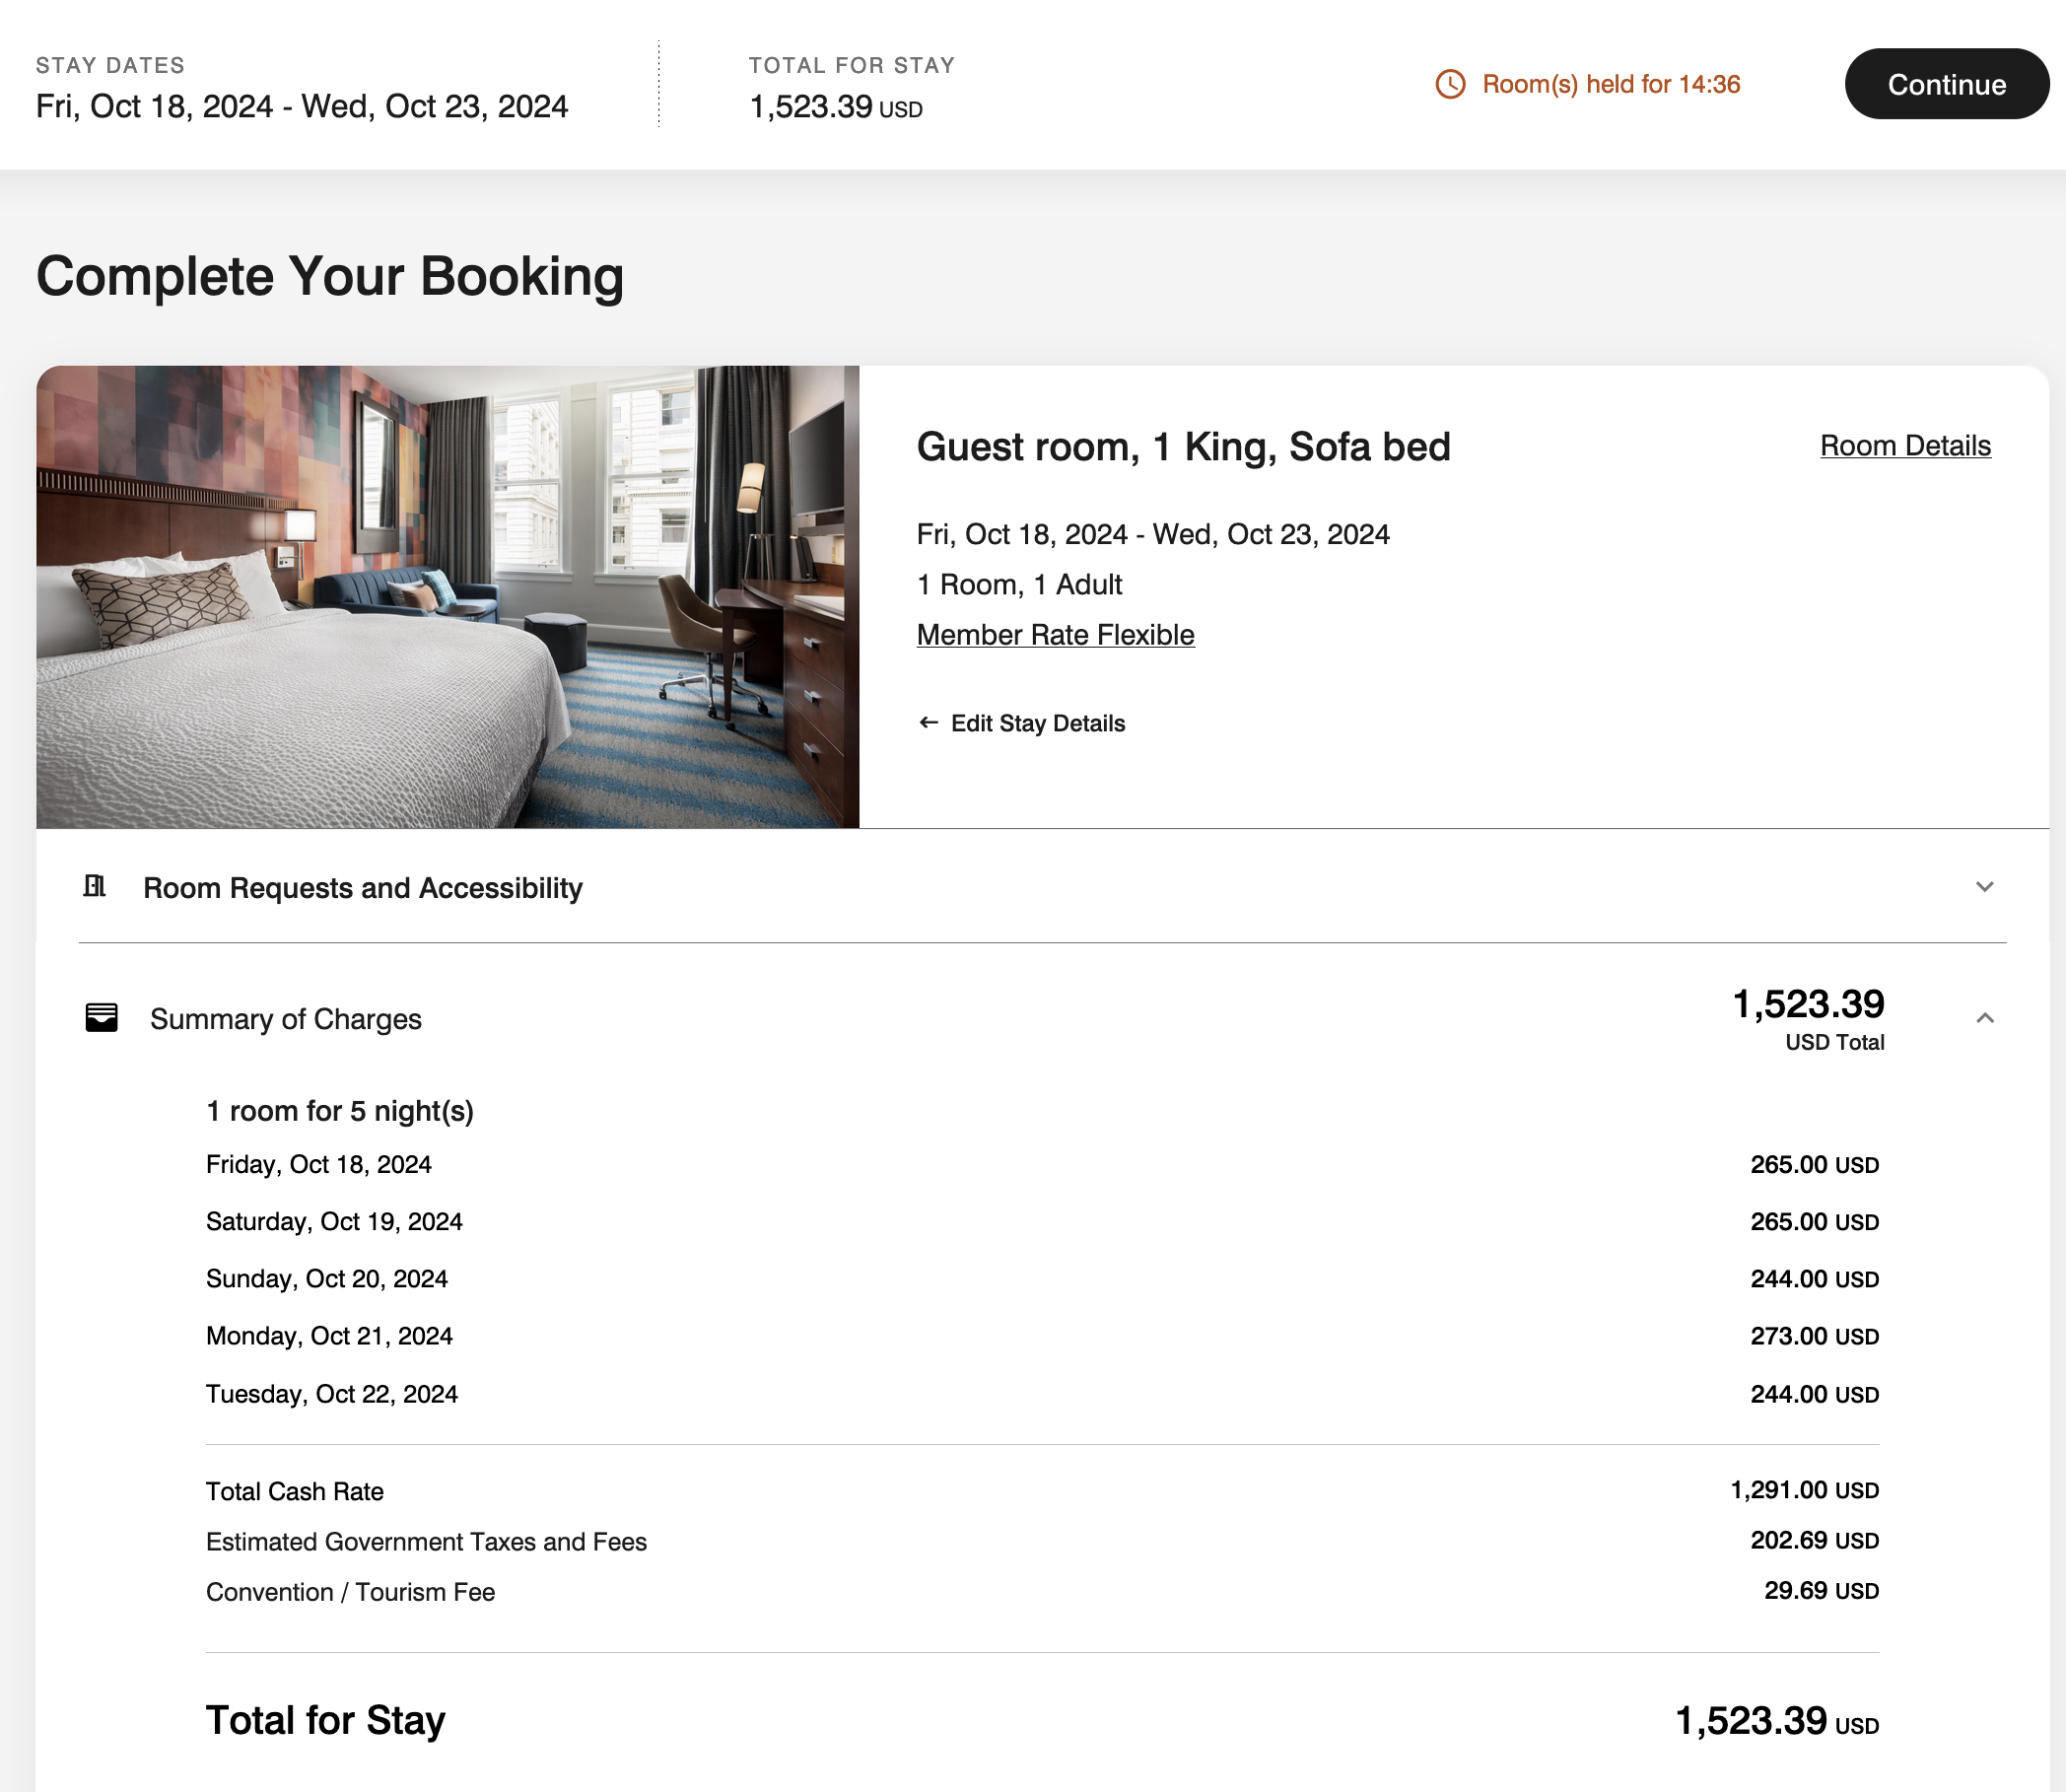 STAY DATES
Fri, Oct 18, 2024 - Wed, Oct 23, 2024
TOTAL FOR STAY
1,523.39 USD
Room(s) held for 14:36
Continue
Complete Your Booking
Guest room, 1 King, Sofa bed
Room Details
Fri, Oct 18, 2024 - Wed, Oct 23, 2024
1 Room, 1 Adult
Member Rate Flexible
← Edit Stay Details
Room Requests and Accessibility
Summary of Charges
1,523.39
USD Total
1 room for 5 night(s)
Friday, Oct 18, 2024 265.00 USD
Saturday, Oct 19, 2024 265.00 USD
Sunday, Oct 20, 2024 244.00 USD
Monday, Oct 21, 2024 273.00 USD
Tuesday, Oct 22, 2024 244.00 USD
Total Cash Rate 1,291.00 USD
Estimated Government Taxes and Fees 202.69 USD
Convention / Tourism Fee 29.69 USD
Total for Stay 1,523.39 USD